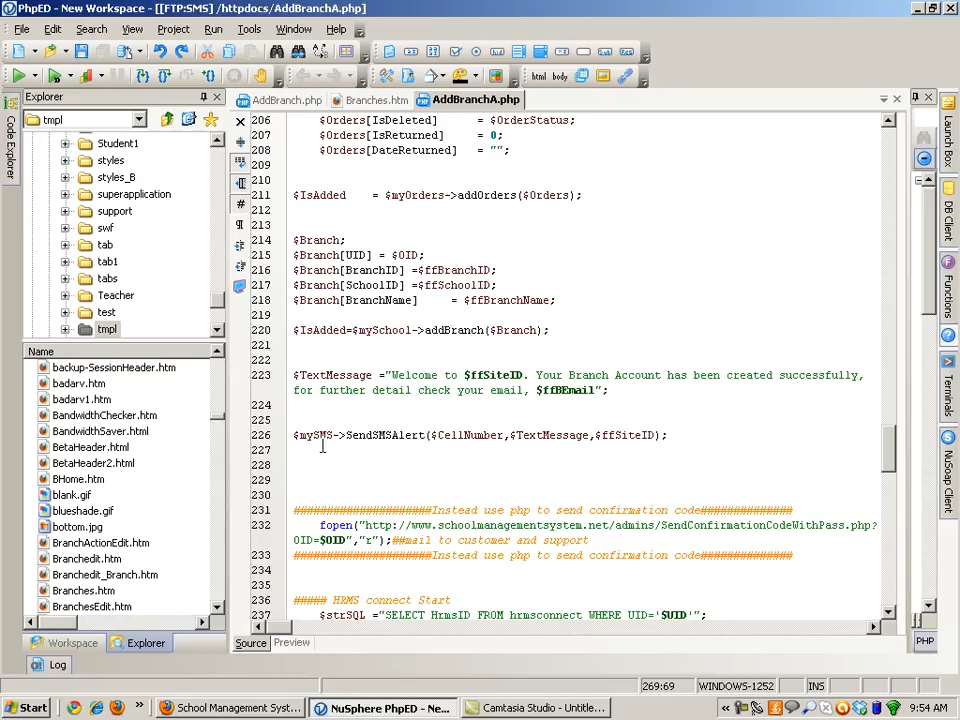 PhpED - New Workspace - [[FTP:SMS] /httpdocs/AddBranchA.php]
File Edit Search View Project Run Tools Window Help
html body
Explorer
AddBranch.php Branches.htm AddBranchA.php
tmpl
Code Explorer
Student1
styles
styles_B
superapplication
support
swf
tab
tab1
tabs
Teacher
test
tmpl
Name
backup-SessionHeader.htm
badarv.htm
badarv1.htm
BandwidthChecker.htm
BandwidthSaver.html
BetaHeader.html
BetaHeader2.html
BHome.htm
blank.gif
blueshade.gif
bottom.jpg
BranchActionEdit.htm
Branchedit.htm
Branchedit_Branch.htm
Branches.htm
BranchesEdit.htm
Workspace Explorer
Log
206 $Orders[IsDeleted] = $OrderStatus;
207 $Orders[IsReturned] = 0;
208 $Orders[DateReturned] = "";
209
210
211 $IsAdded = $myOrders->addOrders($Orders);
212
213
214 $Branch;
215 $Branch[UID] = $OID;
216 $Branch[BranchID] =$ffBranchID;
217 $Branch[SchoolID] =$ffSchoolID;
218 $Branch[BranchName] = $ffBranchName;
219
220 $IsAdded=$mySchool->addBranch($Branch);
221
222
223 $TextMessage ="Welcome to $ffSiteID. Your Branch Account has been created successfully,
for further detail check your email, $ffBEmail";
224
225
226 $mySMS->SendSMSAlert($CellNumber,$TextMessage,$ffSiteID);
227
228
229
230
231 #####################Instead use php to send confirmation code##############
232 fopen("http://www.schoolmanagementsystem.net/admins/SendConfirmationCodeWithPass.php?
OID=$OID","r");##mail to customer and support
233 #####################Instead use php to send confirmation code##############
234
235
236 ##### HRMS connect Start
237 $strSQL ="SELECT HrmsID FROM hrmsconnect WHERE UID='$UID'";
Source Preview
Launch Box
DB Client
Functions
Terminals
NuSoap Client
PHP
269:69 WINDOWS-1252 INS
Start School Management Syst... NuSphere PhpED - Ne... Camtasia Studio - Untitle... 9:54 AM